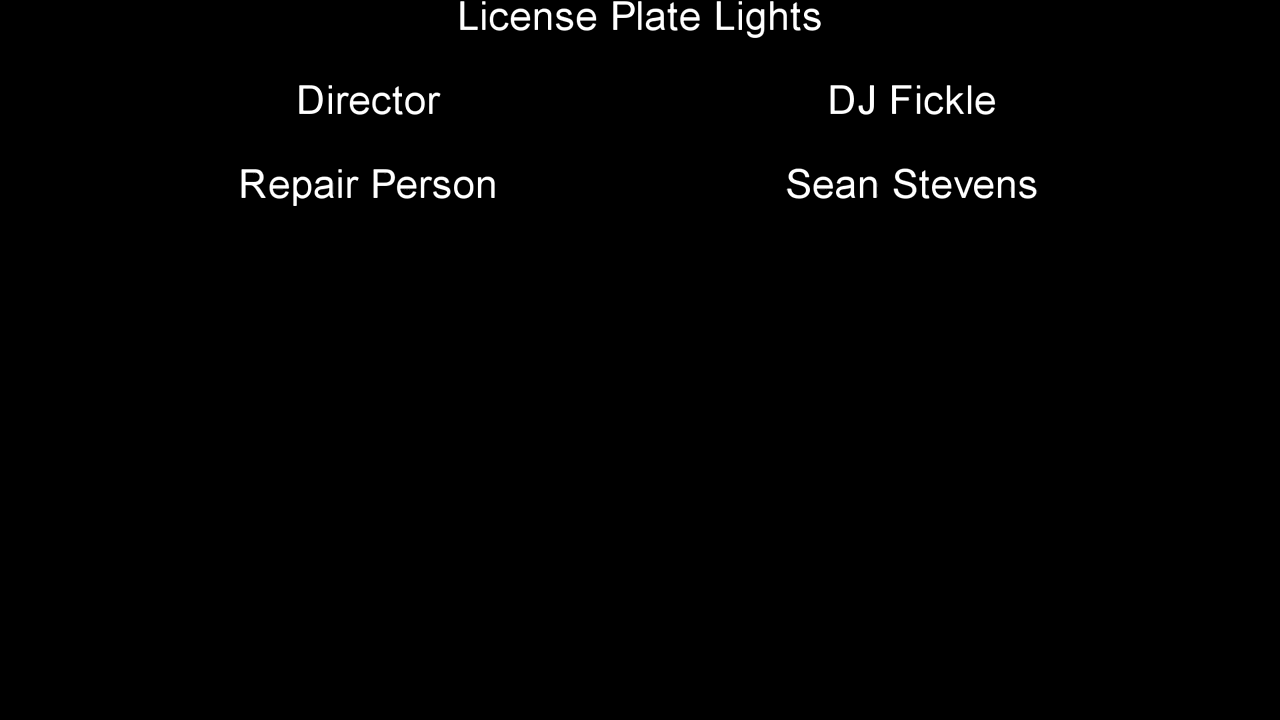 License Plate Lights
Director DJ Fickle
Repair Person Sean Stevens